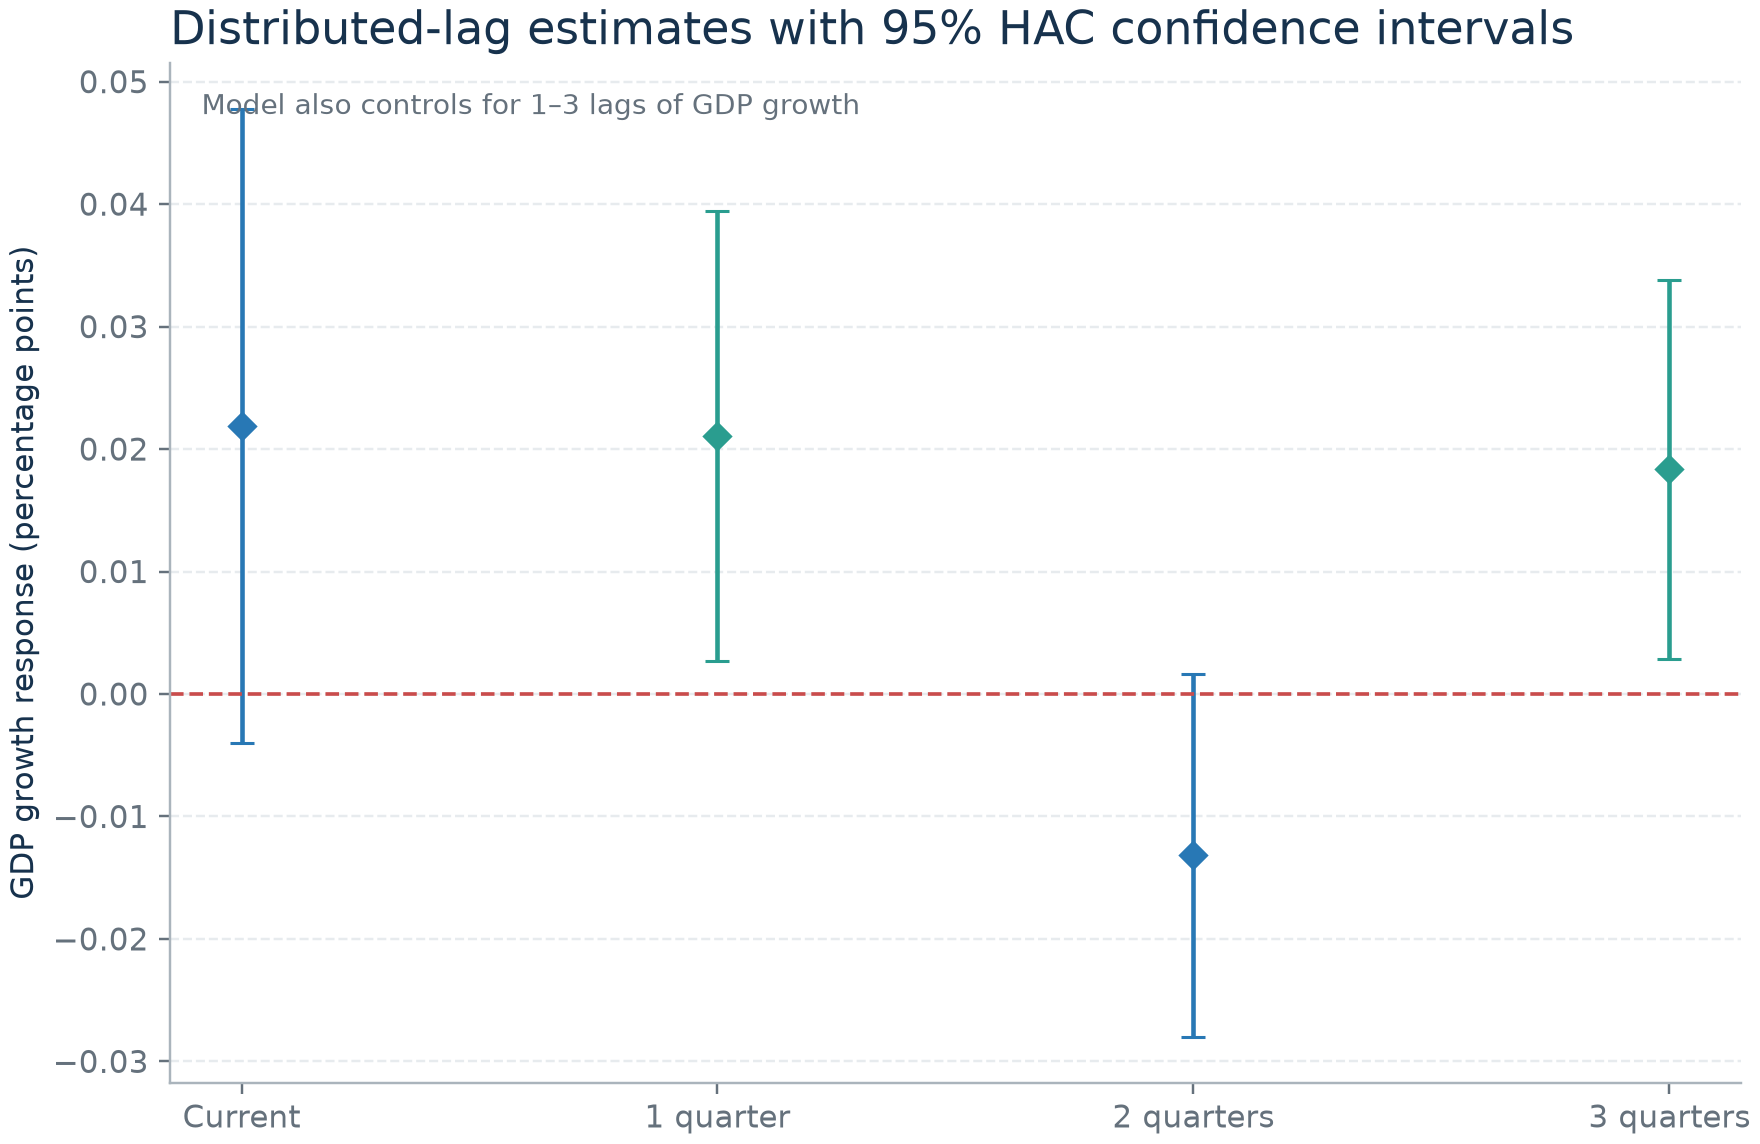 Distributed-lag estimates with 95% HAC confidence intervals
Model also controls for 1–3 lags of GDP growth
GDP growth response (percentage points)
0.05
0.04
0.03
0.02
0.01
0.00
−0.01
−0.02
−0.03
Current
1 quarter
2 quarters
3 quarters